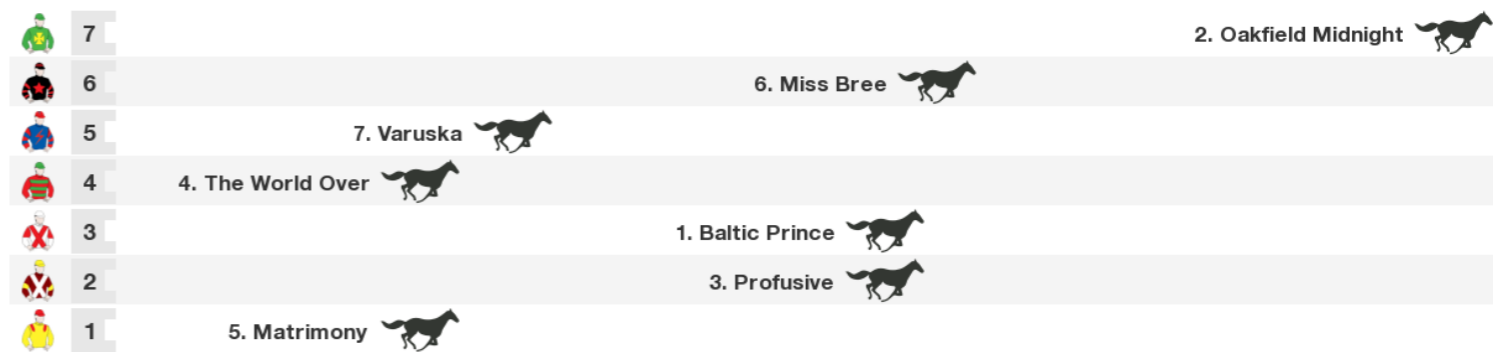 7 2. Oakfield Midnight
6 6. Miss Bree
5 7. Varuska
4 4. The World Over
3 1. Baltic Prince
2 3. Profusive
1 5. Matrimony